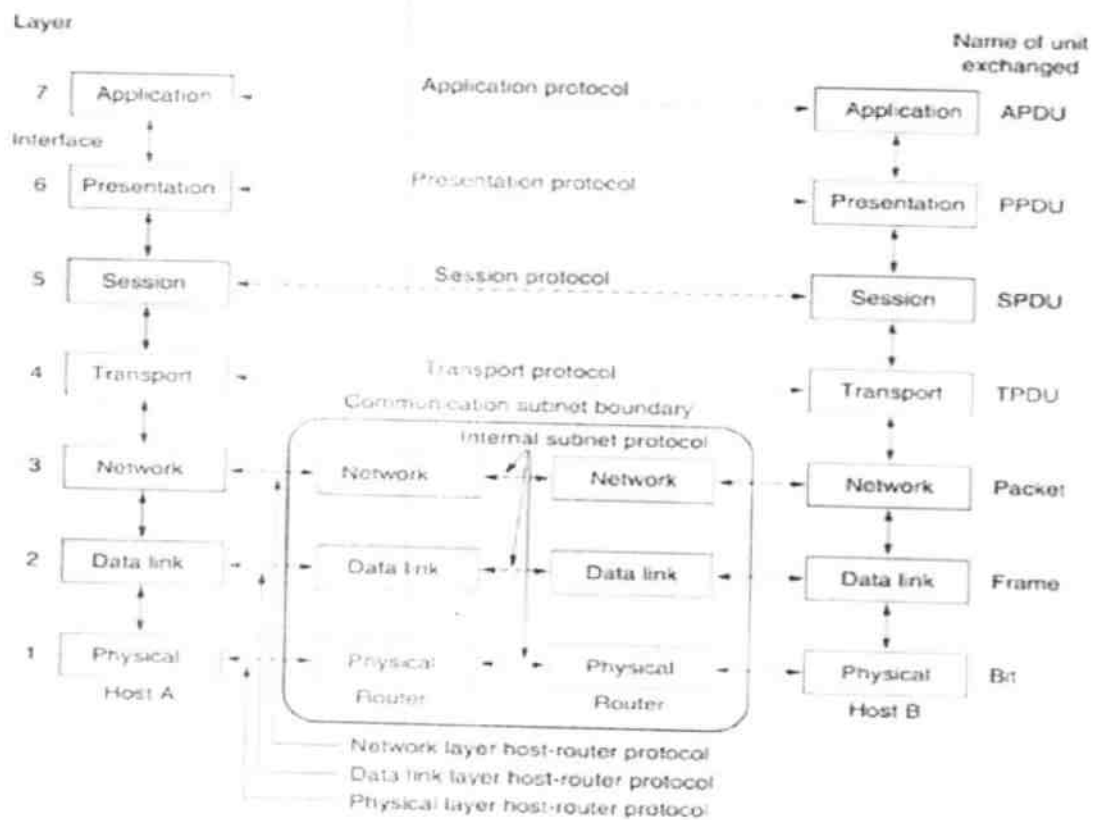 Layer
Name of unit
exchanged
7 Application Application protocol Application APDU
Interface
6 Presentation Presentation protocol Presentation PPDU
5 Session Session protocol Session SPDU
4 Transport Transport protocol Transport TPDU
Communication subnet boundary
Internal subnet protocol
3 Network Network Network Network Packet
2 Data link Data link Data link Data link Frame
1 Physical Physical Physical Physical Bit
Host A Router Router Host B
Network layer host-router protocol
Data link layer host-router protocol
Physical layer host-router protocol